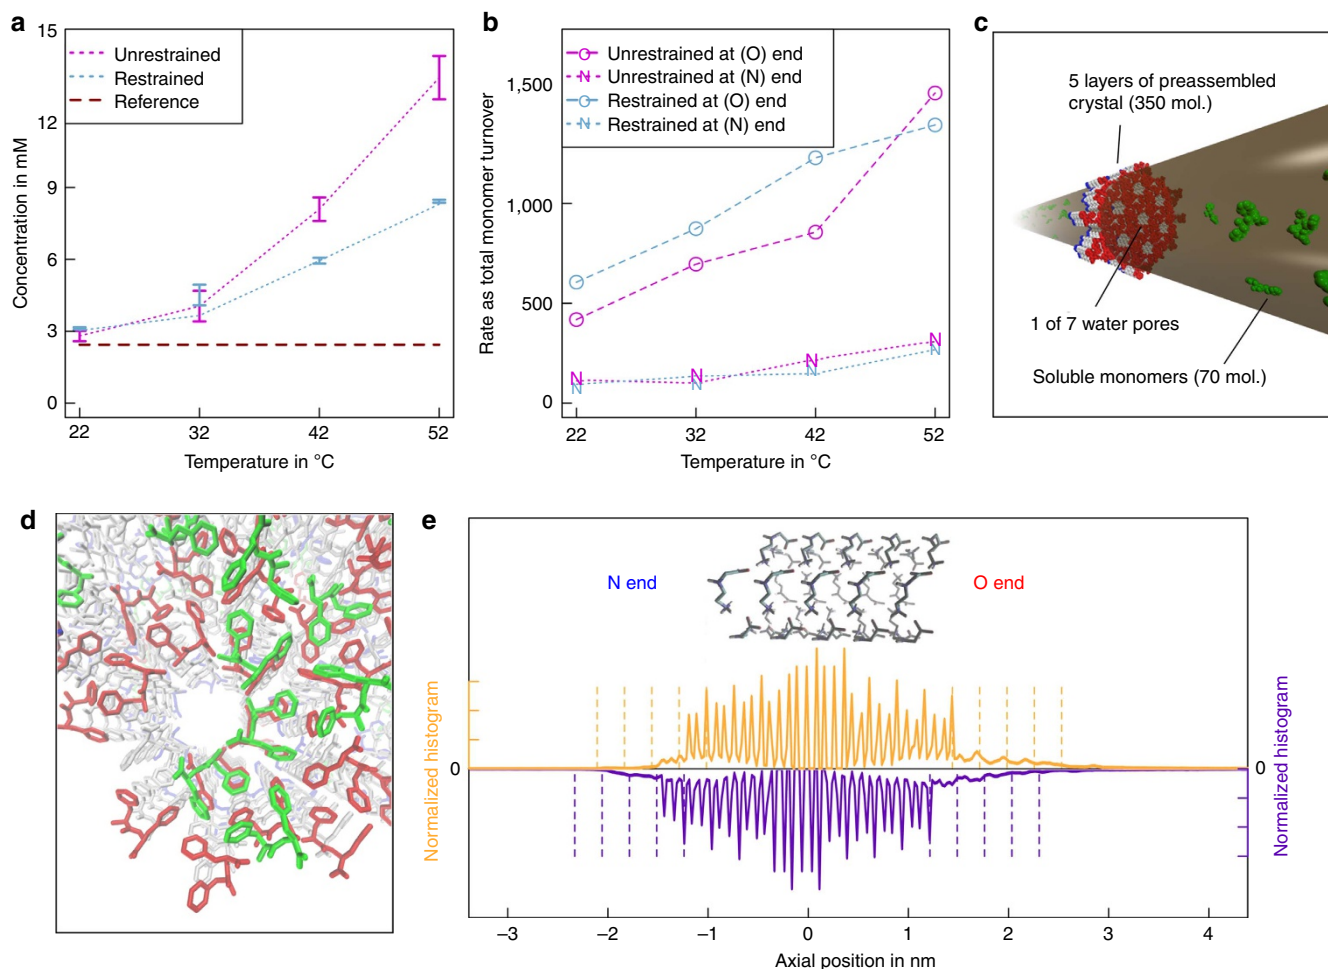 a
15
12
9
6
3
0
Concentration in mM
Unrestrained
Restrained
Reference
22 32 42 52
Temperature in °C
b
1,500
1,000
500
0
Rate as total monomer turnover
Unrestrained at (O) end
Unrestrained at (N) end
Restrained at (O) end
Restrained at (N) end
N N N N
N N N N
22 32 42 52
Temperature in °C
c
5 layers of preassembled
crystal (350 mol.)
1 of 7 water pores
Soluble monomers (70 mol.)
d
e
N end
O end
Normalized histogram
0
0
Normalized histogram
–3 –2 –1 0 1 2 3 4
Axial position in nm